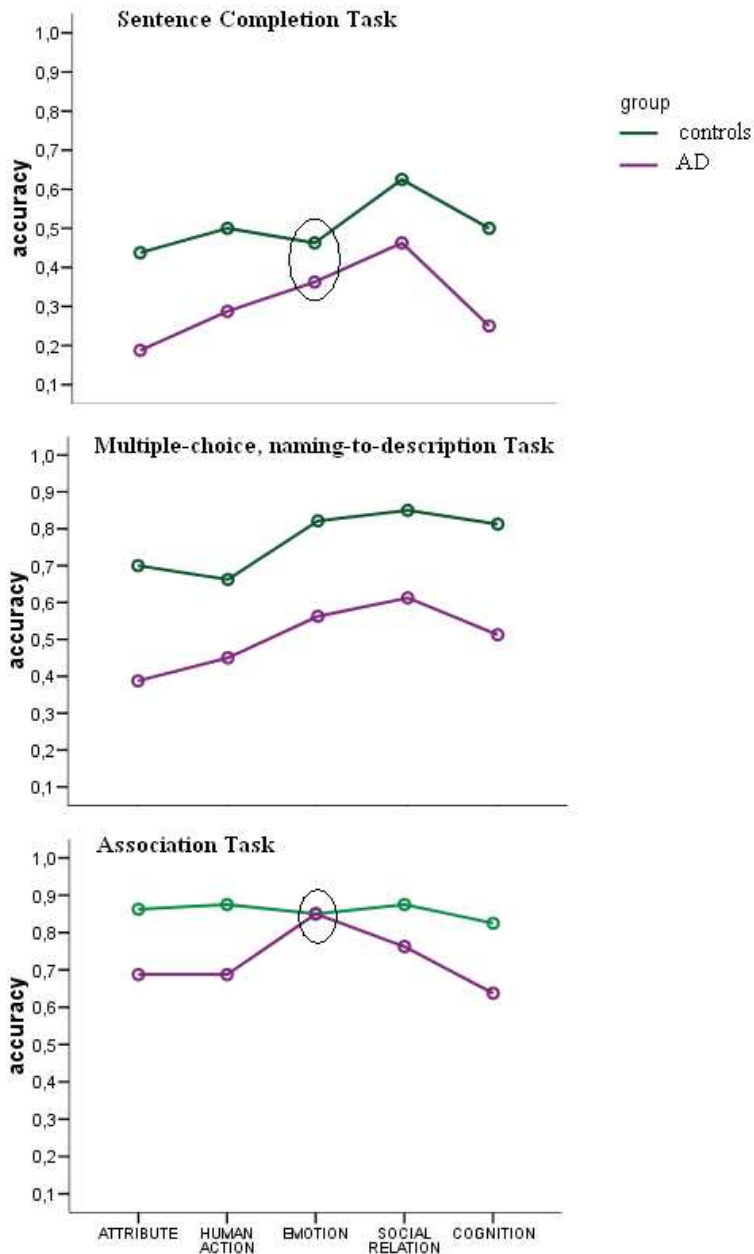 Sentence Completion Task
1,0
0,9
0,8
0,7
0,6
0,5
0,4
0,3
0,2
0,1
accuracy
group
controls
AD
Multiple-choice, naming-to-description Task
1,0
0,9
0,8
0,7
0,6
0,5
0,4
0,3
0,2
0,1
accuracy
Association Task
1,0
0,9
0,8
0,7
0,6
0,5
0,4
0,3
0,2
0,1
accuracy
ATTRIBUTE HUMAN EMOTION SOCIAL COGNITION
ACTION RELATION